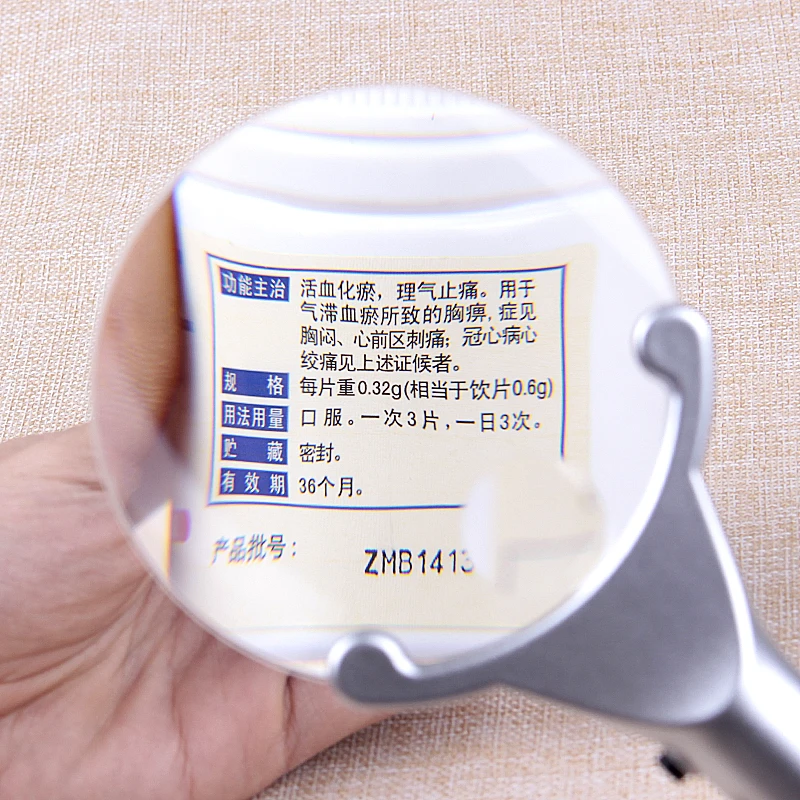 功能主治 活血化瘀，理气止痛。用于
气滞血瘀所致的胸痹，症见
胸闷、心前区刺痛；冠心病心
绞痛见上述证候者。
规 格 每片重0.32g(相当于饮片0.6g)
用法用量 口服。一次3片，一日3次。
贮 藏 密封。
有效期 36个月。
产品批号： ZMB1413